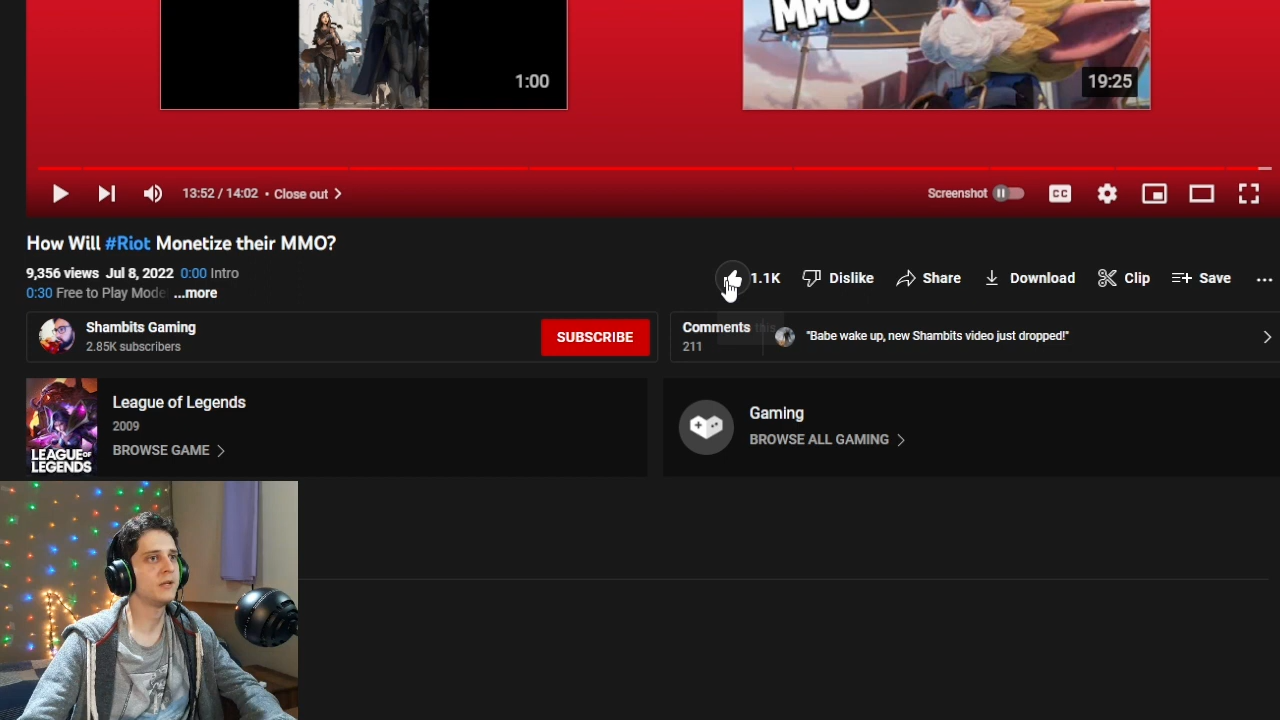 MMO
1:00
19:25
13:52 / 14:02 • Close out >
Screenshot
CC
How Will #Riot Monetize their MMO?
9,356 views Jul 8, 2022 0:00 Intro
0:30 Free to Play Mode ...more
1.1K Dislike Share Download Clip Save ...
Shambits Gaming
2.85K subscribers
SUBSCRIBE
Comments
211
"Babe wake up, new Shambits video just dropped!"
League of Legends
2009
BROWSE GAME >
LEAGUE OF
LEGENDS
Gaming
BROWSE ALL GAMING >